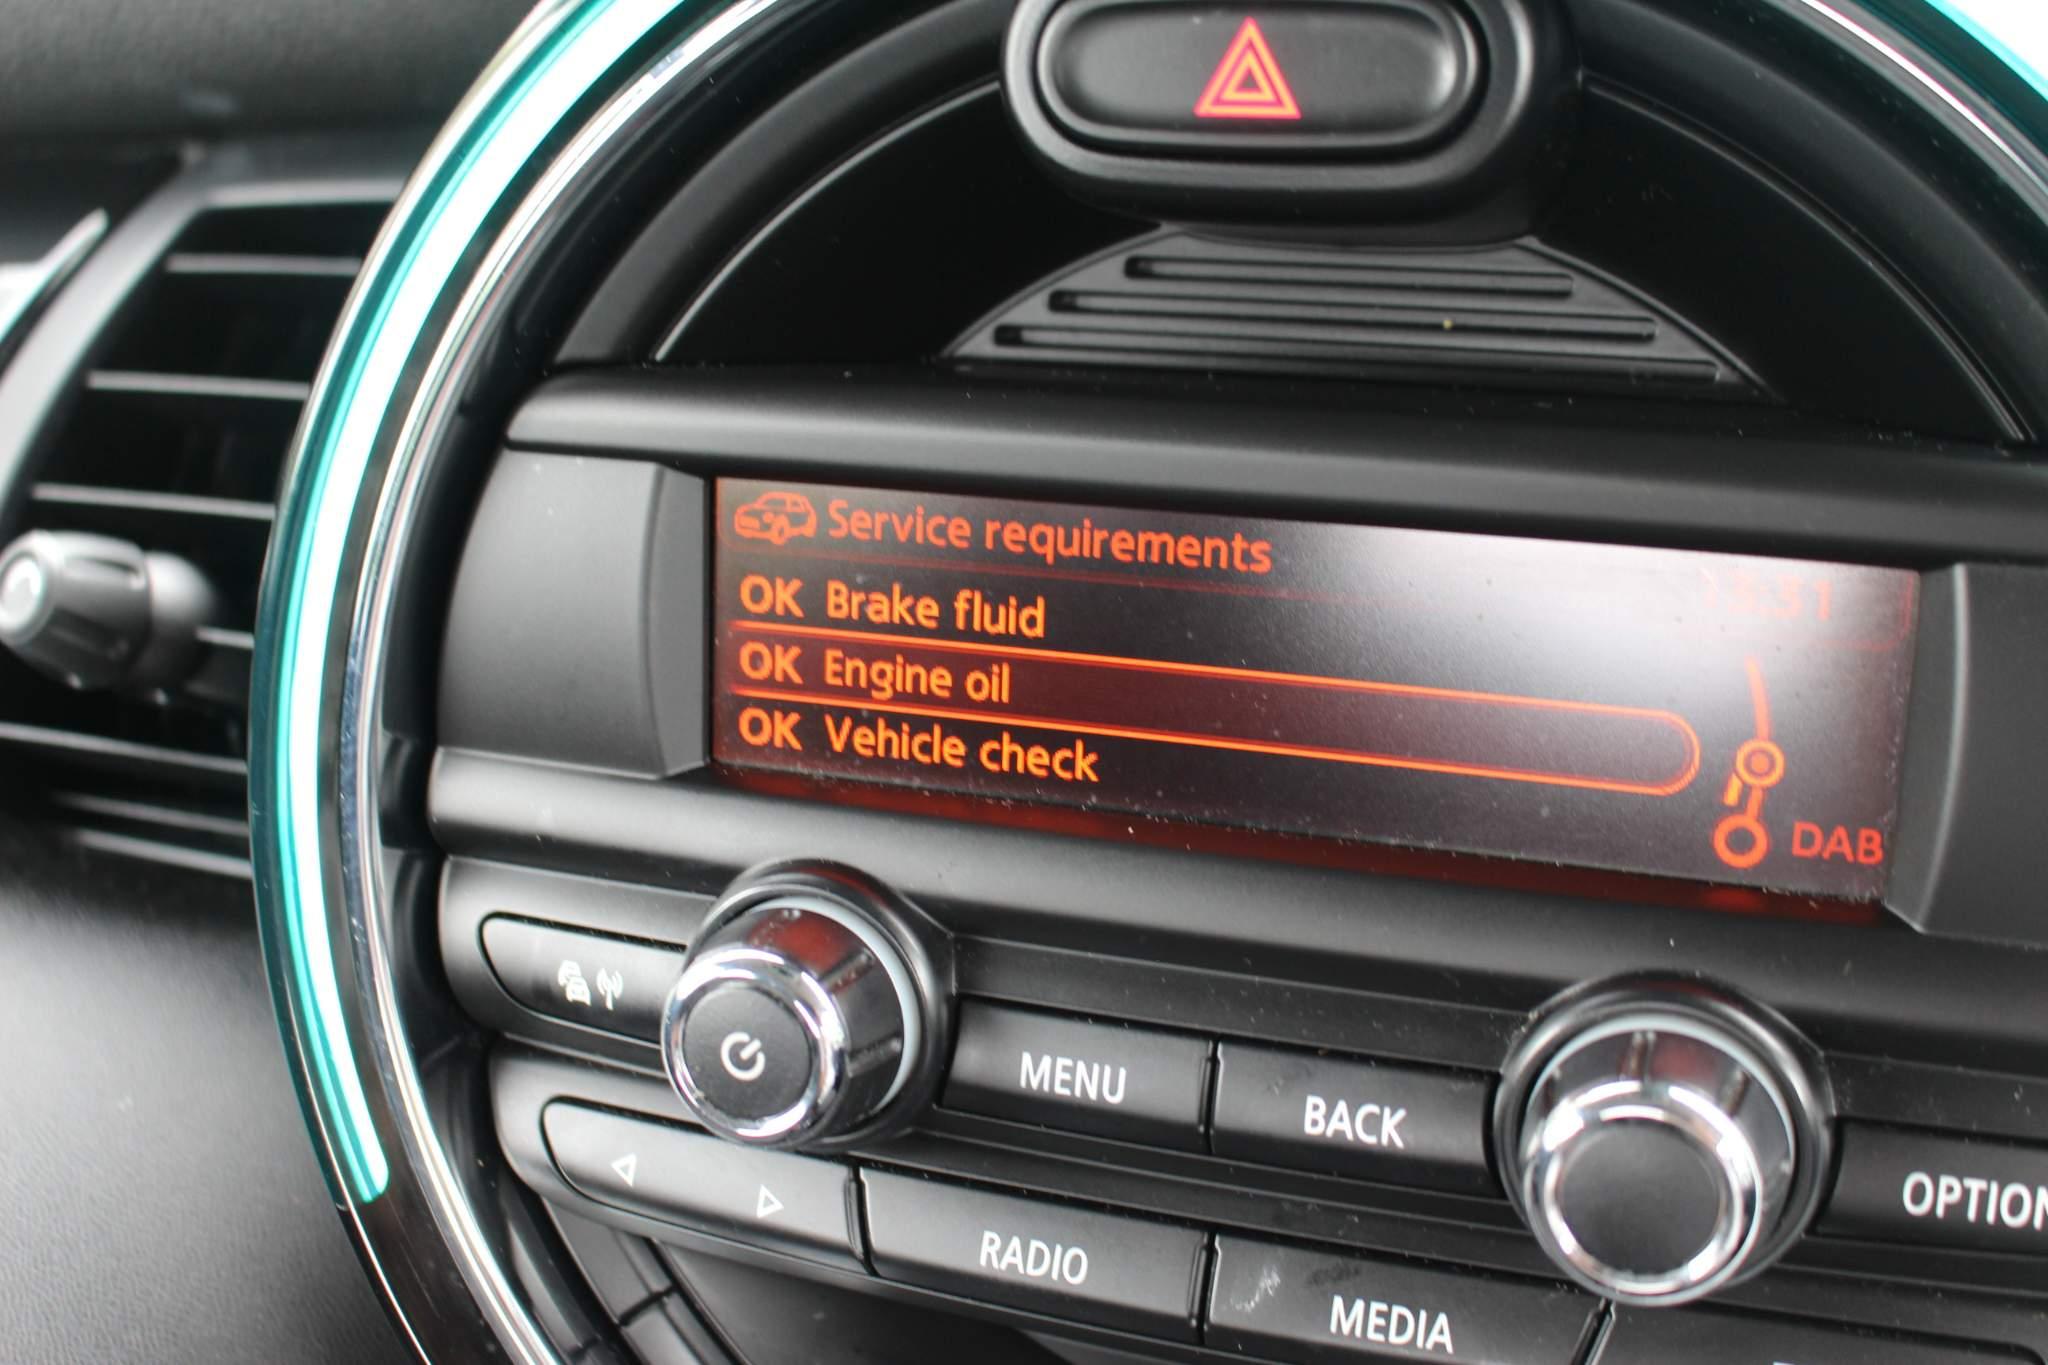 Service requirements
OK Brake fluid
OK Engine oil
OK Vehicle check
DAB
MENU
BACK
OPTION
RADIO
MEDIA